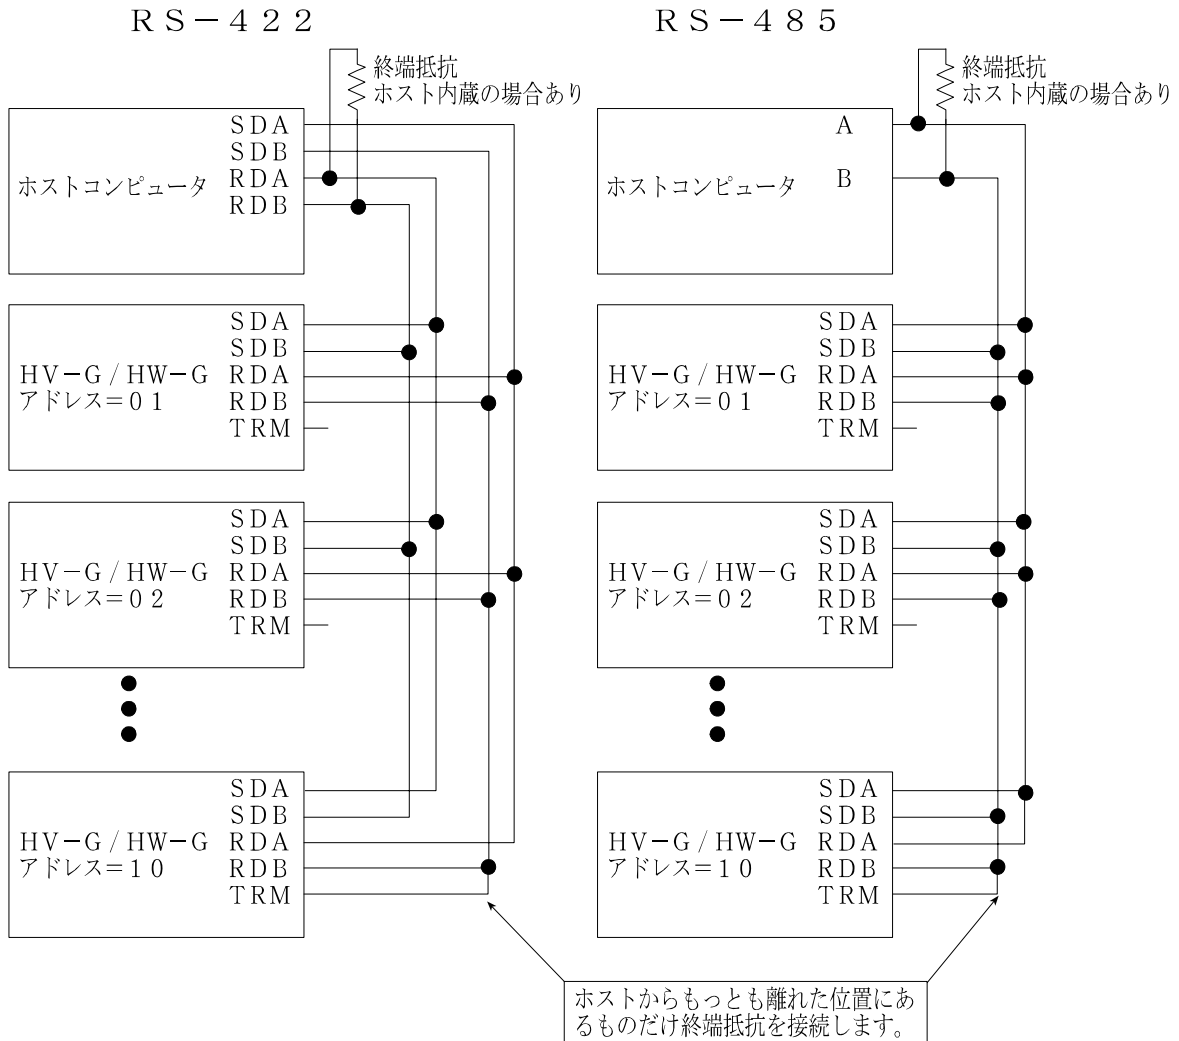 RS－422
終端抵抗
ホスト内蔵の場合あり
ホストコンピュータ
SDA
SDB
RDA
RDB
HV－G／HW－G
アドレス＝01
SDA
SDB
RDA
RDB
TRM
HV－G／HW－G
アドレス＝02
SDA
SDB
RDA
RDB
TRM
HV－G／HW－G
アドレス＝10
SDA
SDB
RDA
RDB
TRM
RS－485
終端抵抗
ホスト内蔵の場合あり
ホストコンピュータ
A
B
HV－G／HW－G
アドレス＝01
SDA
SDB
RDA
RDB
TRM
HV－G／HW－G
アドレス＝02
SDA
SDB
RDA
RDB
TRM
HV－G／HW－G
アドレス＝10
SDA
SDB
RDA
RDB
TRM
ホストからもっとも離れた位置にあ
るものだけ終端抵抗を接続します。